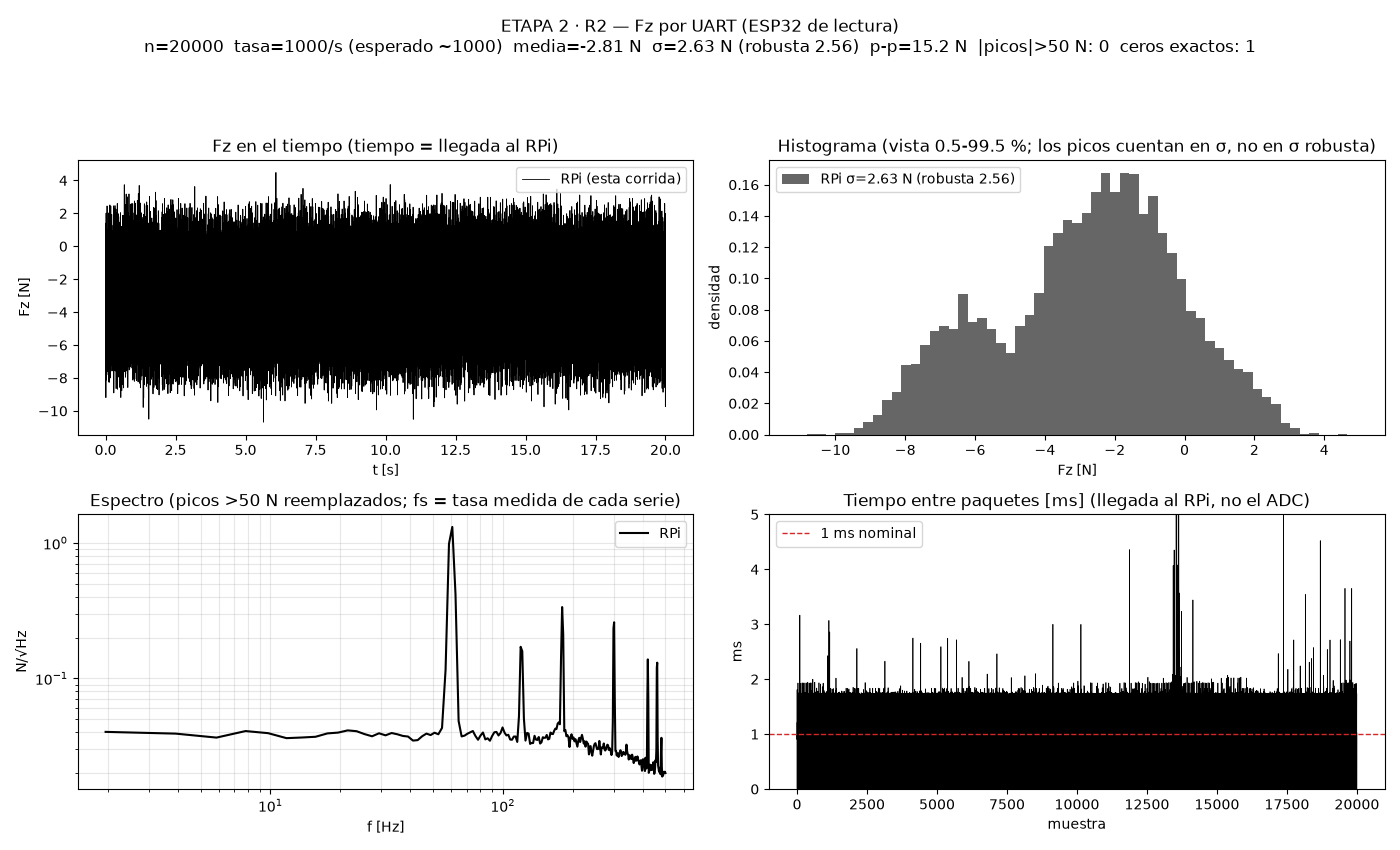 ETAPA 2 · R2 — Fz por UART (ESP32 de lectura)
n=20000  tasa=1000/s (esperado ~1000)  media=-2.81 N  σ=2.63 N (robusta 2.56)  p-p=15.2 N  |picos|>50 N: 0  ceros exactos: 1
Fz en el tiempo (tiempo = llegada al RPi)
RPi (esta corrida)
4
2
0
−2
−4
−6
−8
−10
Fz [N]
0.0 2.5 5.0 7.5 10.0 12.5 15.0 17.5 20.0
t [s]
Histograma (vista 0.5-99.5 %; los picos cuentan en σ, no en σ robusta)
RPi σ=2.63 N (robusta 2.56)
0.16
0.14
0.12
0.10
0.08
0.06
0.04
0.02
0.00
densidad
−10 −8 −6 −4 −2 0 2 4
Fz [N]
Espectro (picos >50 N reemplazados; fs = tasa medida de cada serie)
RPi
10⁰
10⁻¹
N/√Hz
10¹ 10²
f [Hz]
Tiempo entre paquetes [ms] (llegada al RPi, no el ADC)
1 ms nominal
5
4
3
2
1
0
ms
0 2500 5000 7500 10000 12500 15000 17500 20000
muestra